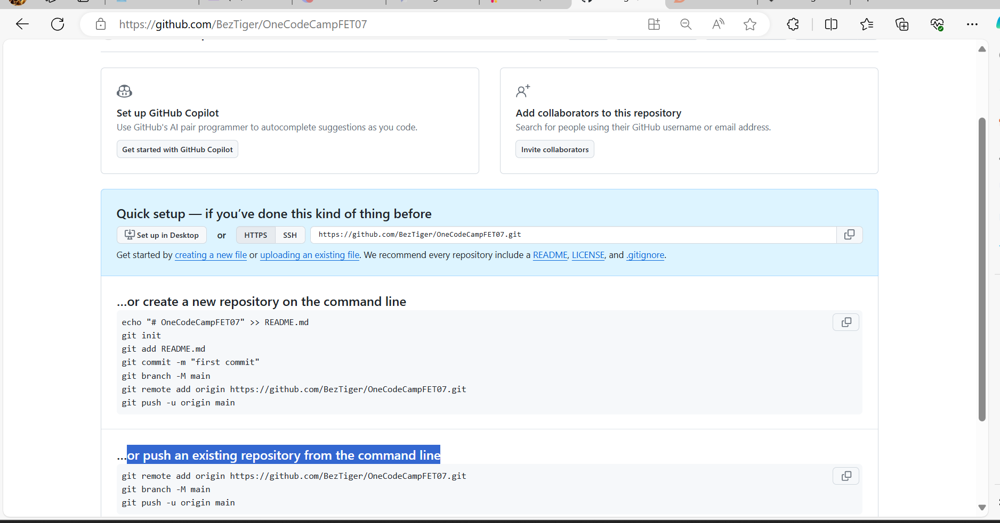 https://github.com/BezTiger/OneCodeCampFET07
Set up GitHub Copilot
Use GitHub's AI pair programmer to autocomplete suggestions as you code.
Get started with GitHub Copilot
Add collaborators to this repository
Search for people using their GitHub username or email address.
Invite collaborators
Quick setup — if you’ve done this kind of thing before
Set up in Desktop or HTTPS SSH https://github.com/BezTiger/OneCodeCampFET07.git
Get started by creating a new file or uploading an existing file. We recommend every repository include a README, LICENSE, and .gitignore.
…or create a new repository on the command line
echo "# OneCodeCampFET07" >> README.md
git init
git add README.md
git commit -m "first commit"
git branch -M main
git remote add origin https://github.com/BezTiger/OneCodeCampFET07.git
git push -u origin main
…or push an existing repository from the command line
git remote add origin https://github.com/BezTiger/OneCodeCampFET07.git
git branch -M main
git push -u origin main